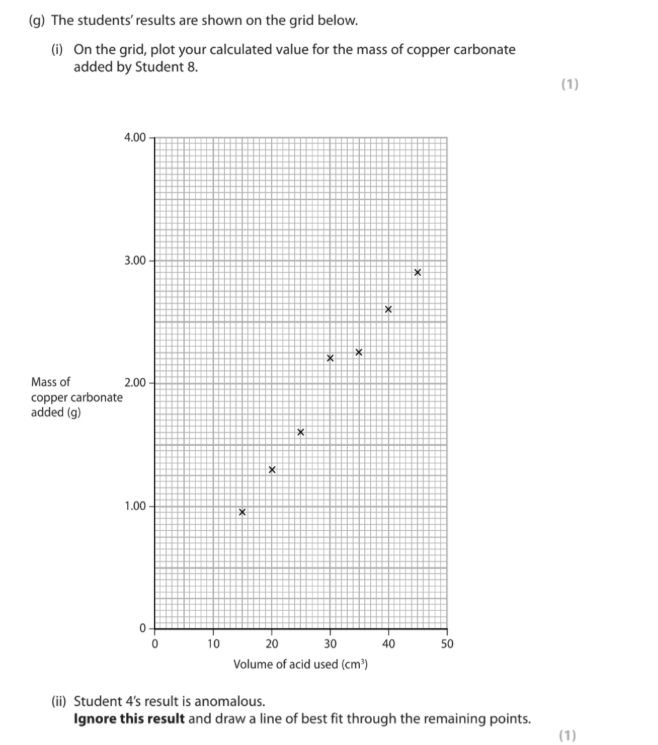 (g) The students' results are shown on the grid below.
(i) On the grid, plot your calculated value for the mass of copper carbonate
added by Student 8.
(1)
4.00
3.00
Mass of
copper carbonate
added (g)
2.00
1.00
0
0 10 20 30 40 50
Volume of acid used (cm³)
(ii) Student 4's result is anomalous.
Ignore this result and draw a line of best fit through the remaining points.
(1)